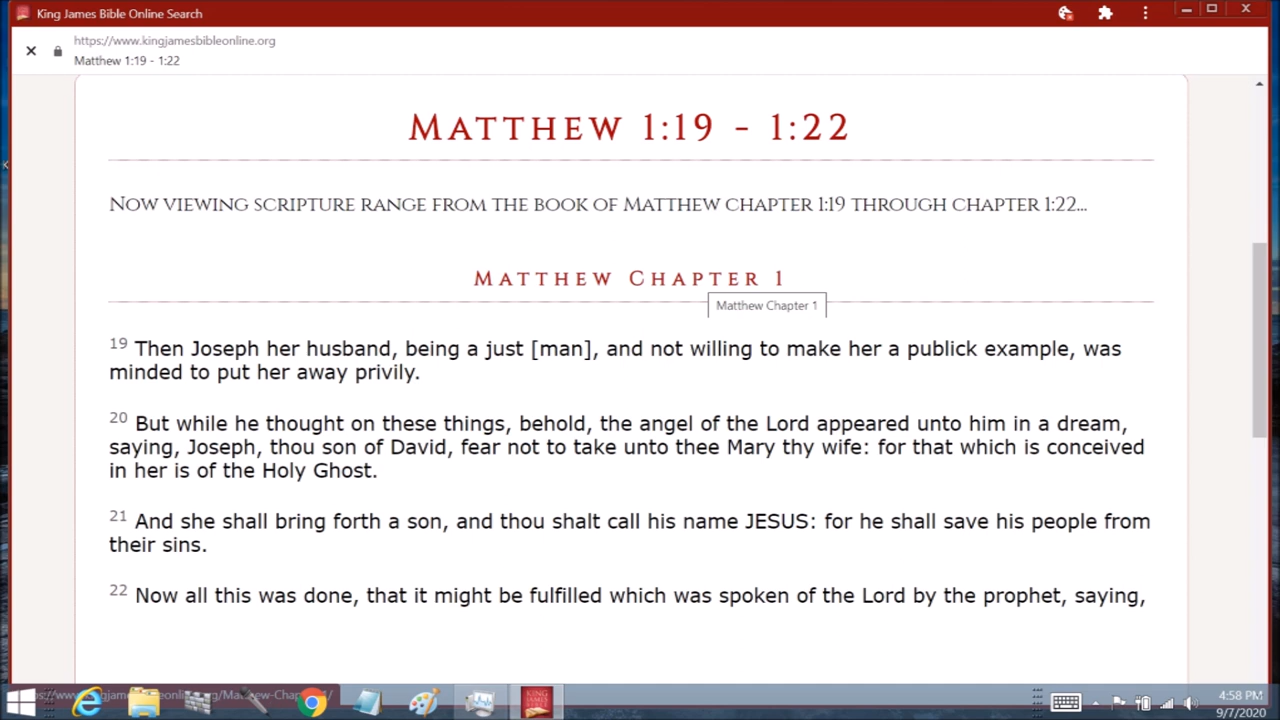 King James Bible Online Search
https://www.kingjamesbibleonline.org
Matthew 1:19 - 1:22
Matthew 1:19 - 1:22
Now viewing scripture range from the book of Matthew chapter 1:19 through chapter 1:22...
Matthew Chapter 1
Matthew Chapter 1
19 Then Joseph her husband, being a just [man], and not willing to make her a publick example, was
minded to put her away privily.
20 But while he thought on these things, behold, the angel of the Lord appeared unto him in a dream,
saying, Joseph, thou son of David, fear not to take unto thee Mary thy wife: for that which is conceived
in her is of the Holy Ghost.
21 And she shall bring forth a son, and thou shalt call his name JESUS: for he shall save his people from
their sins.
22 Now all this was done, that it might be fulfilled which was spoken of the Lord by the prophet, saying,
KING
JAMES
BIBLE
4:58 PM
9/7/2020